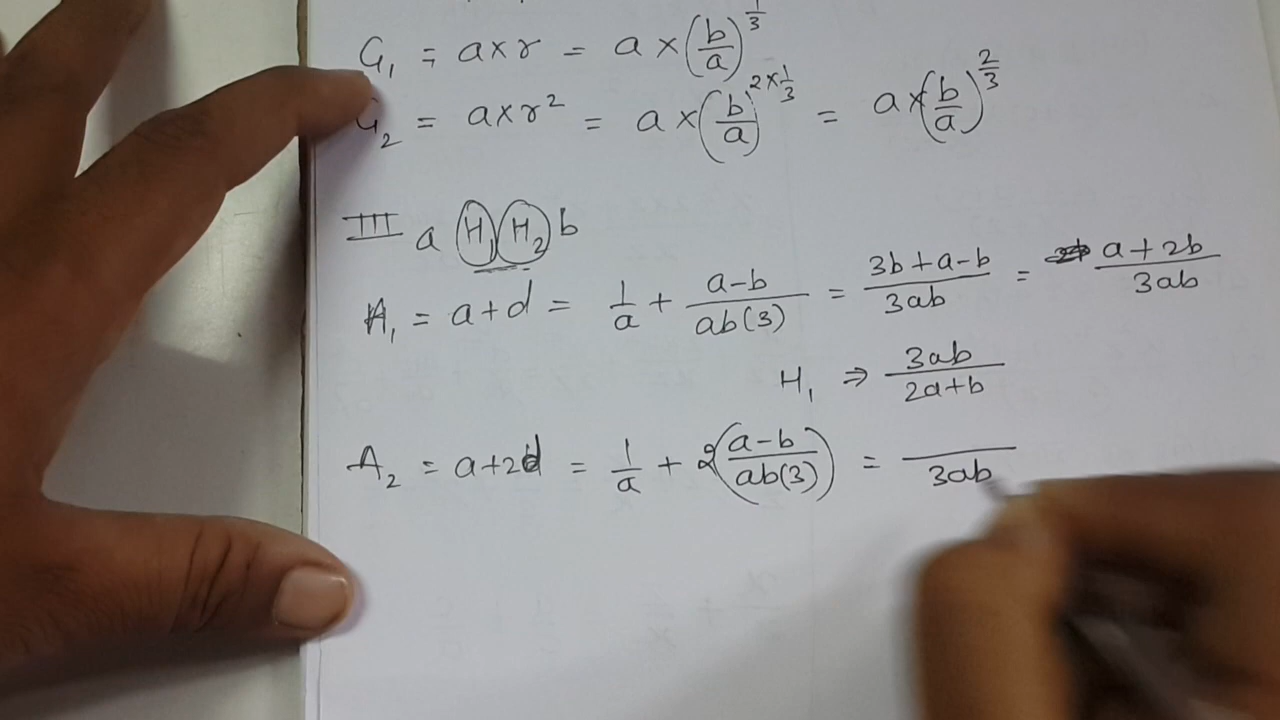 G₁ = a×r = a×(b/a)^(1/3)
G₂ = a×r² = a×(b/a)^(2×1/3) = a×(b/a)^(2/3)
III a H₁ H₂ b
A₁ = a+d = 1/a + (a-b)/(ab(3)) = (3b+a-b)/(3ab) = (a+2b)/(3ab)
H₁ ⇒ 3ab/(2a+b)
A₂ = a+2d = 1/a + 2((a-b)/(ab(3))) = /(3ab)